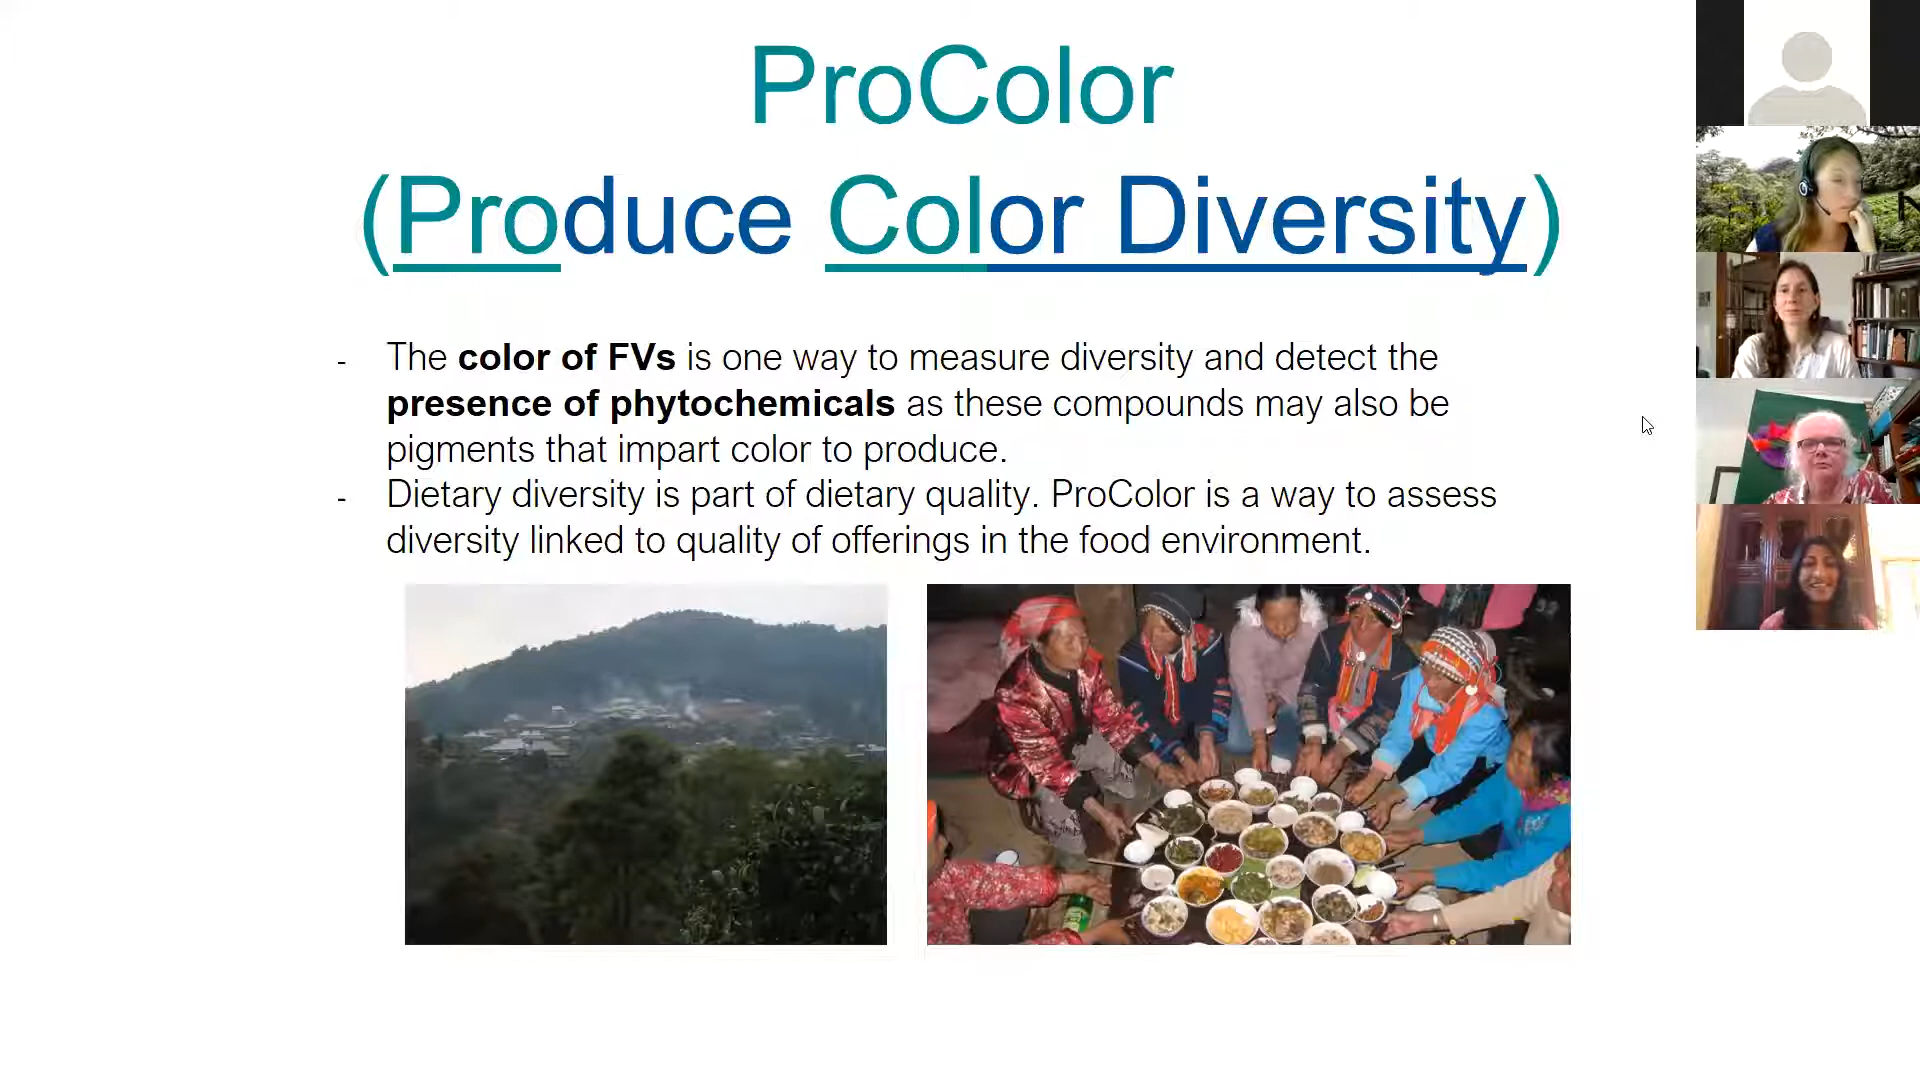 ProColor
(Produce Color Diversity)
- The color of FVs is one way to measure diversity and detect the
presence of phytochemicals as these compounds may also be
pigments that impart color to produce.
- Dietary diversity is part of dietary quality. ProColor is a way to assess
diversity linked to quality of offerings in the food environment.